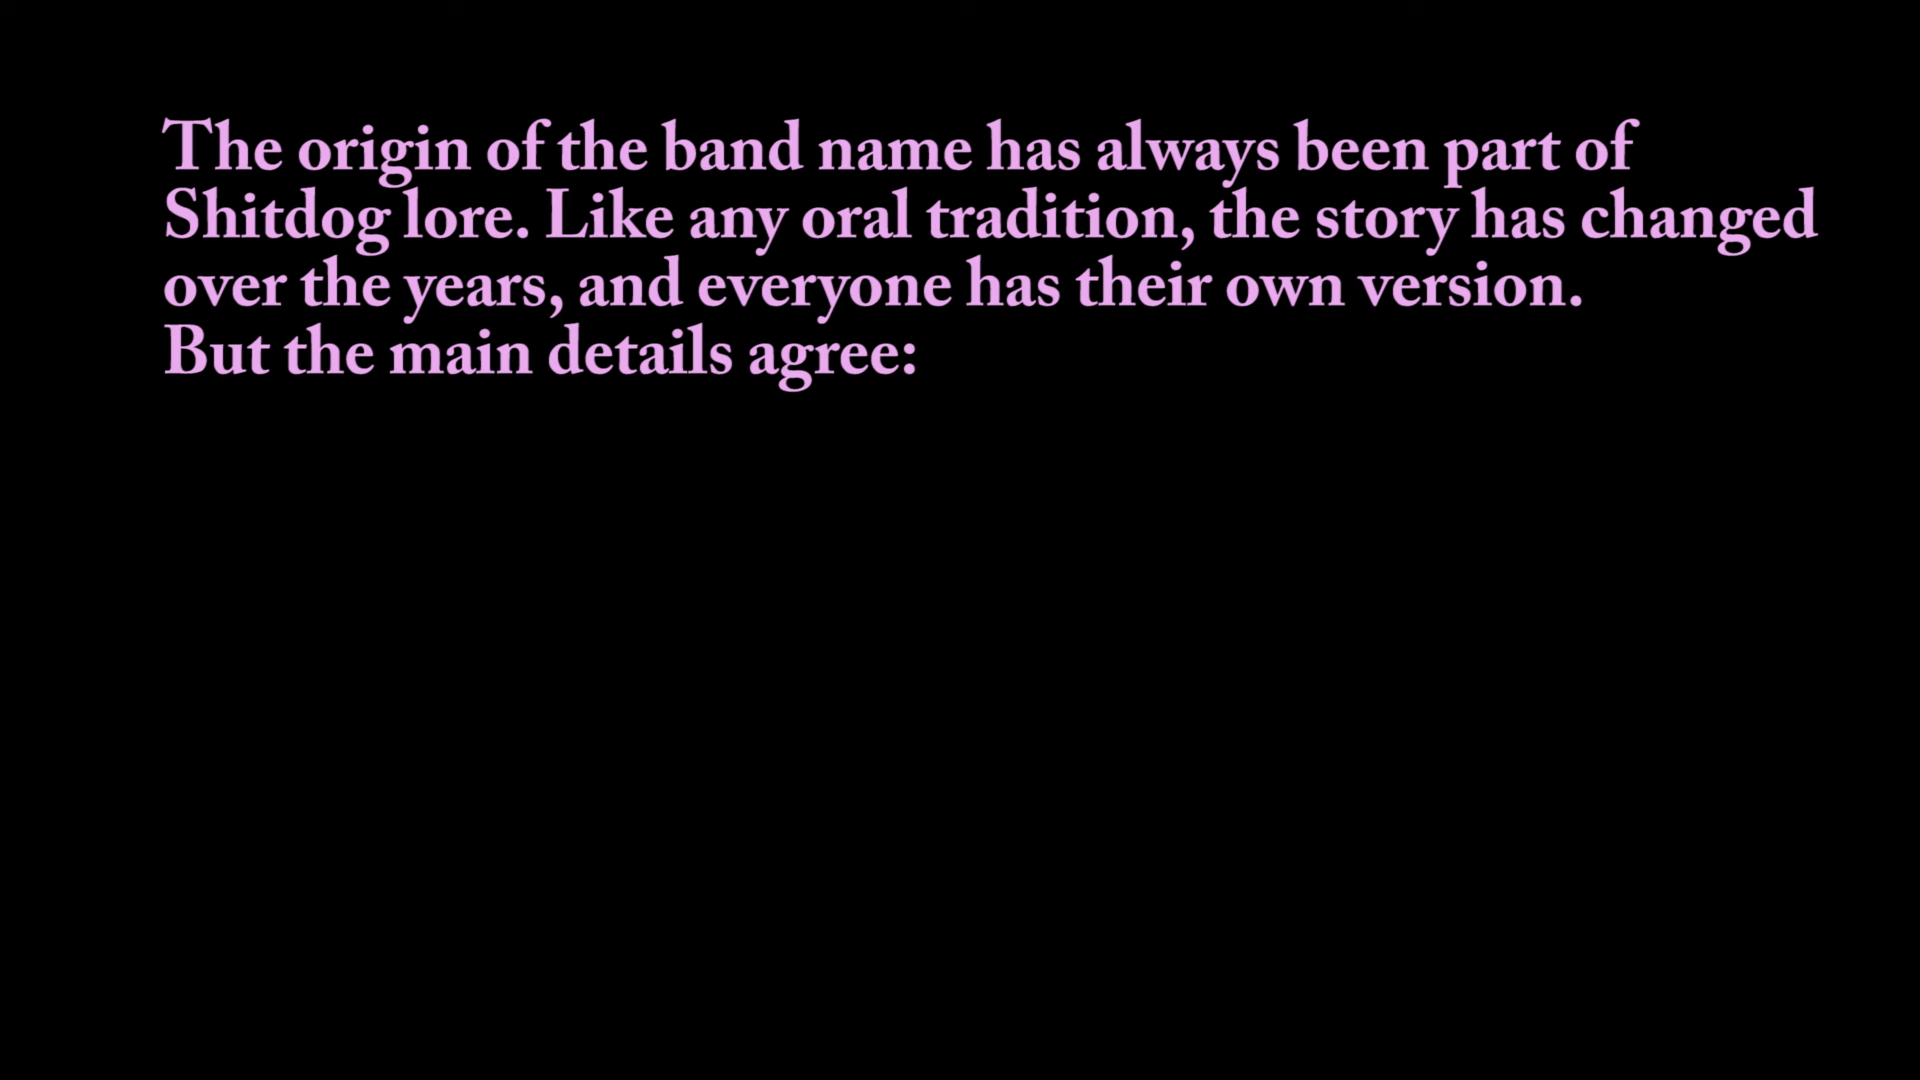 The origin of the band name has always been part of
Shitdog lore. Like any oral tradition, the story has changed
over the years, and everyone has their own version.
But the main details agree: